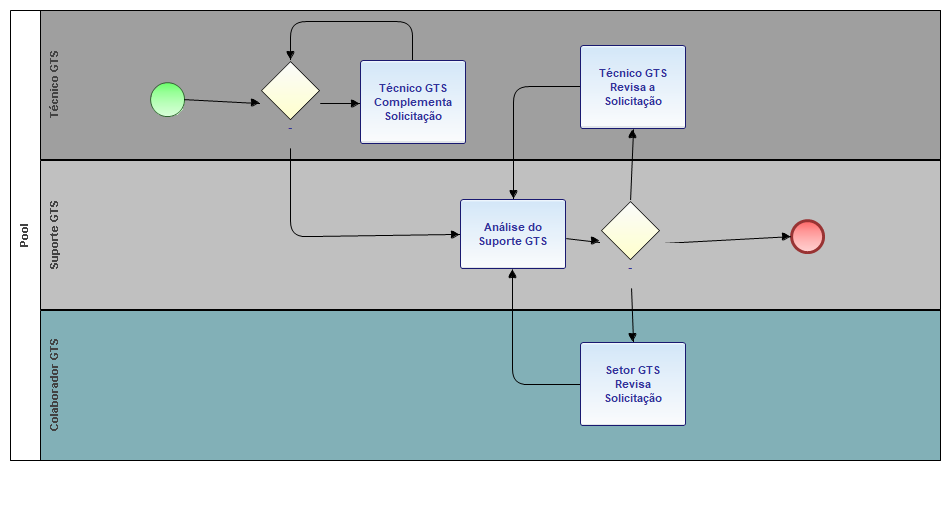 Pool
Técnico GTS
Técnico GTS
Complementa
Solicitação
Técnico GTS
Revisa a
Solicitação
-
Suporte GTS
Análise do
Suporte GTS
-
Colaborador GTS
Setor GTS
Revisa
Solicitação